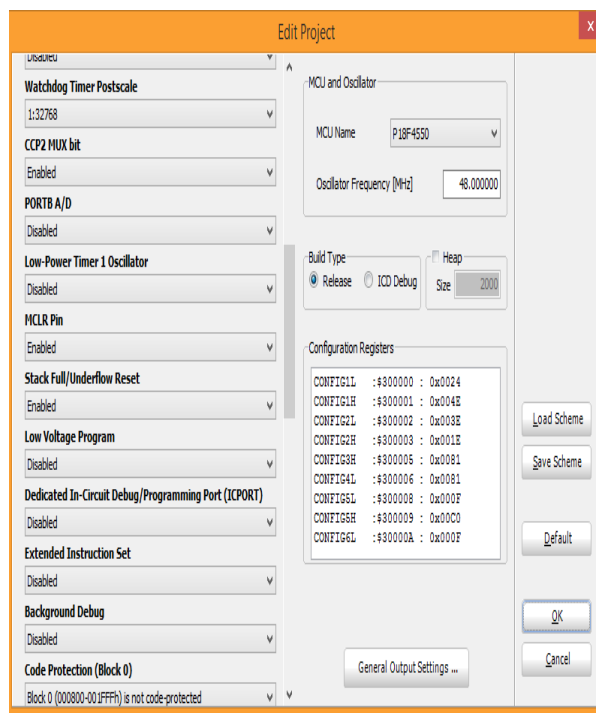 Edit Project
x
Disabled
Watchdog Timer Postscale
1:32768
CCP2 MUX bit
Enabled
PORTB A/D
Disabled
Low-Power Timer 1 Oscillator
Disabled
MCLR Pin
Enabled
Stack Full/Underflow Reset
Enabled
Low Voltage Program
Disabled
Dedicated In-Circuit Debug/Programming Port (ICPORT)
Disabled
Extended Instruction Set
Disabled
Background Debug
Disabled
Code Protection (Block 0)
Block 0 (000800-001FFFh) is not code-protected
MCU and Oscillator
MCU Name P18F4550
Oscillator Frequency [MHz] 48.000000
Build Type
Release ICD Debug
Heap
Size 2000
Configuration Registers
CONFIG1L :$300000 : 0x0024
CONFIG1H :$300001 : 0x004E
CONFIG2L :$300002 : 0x003E
CONFIG2H :$300003 : 0x001E
CONFIG3H :$300005 : 0x0081
CONFIG4L :$300006 : 0x0081
CONFIG5L :$300008 : 0x000F
CONFIG5H :$300009 : 0x00C0
CONFIG6L :$30000A : 0x000F
General Output Settings ...
Load Scheme
Save Scheme
Default
OK
Cancel